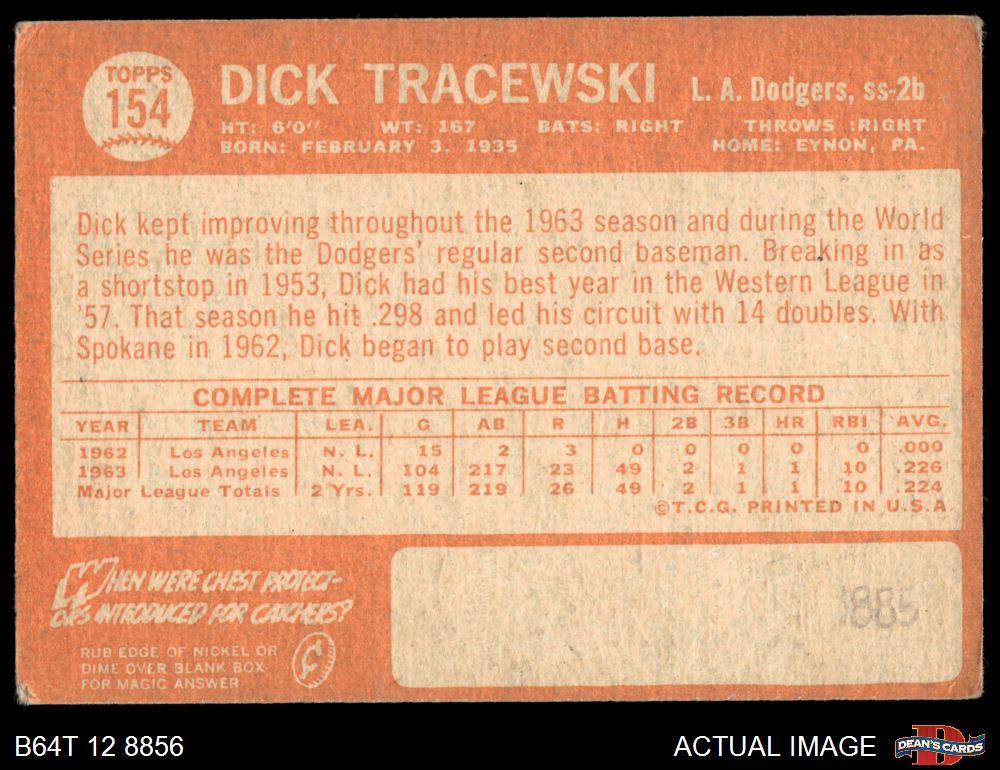 TOPPS
154
DICK TRACEWSKI L. A. Dodgers, ss-2b
HT: 6'0" WT: 167 BATS: RIGHT THROWS :RIGHT
BORN: FEBRUARY 3, 1935 HOME: EYNON, PA.
Dick kept improving throughout the 1963 season and during the World
Series he was the Dodgers' regular second baseman. Breaking in as
a shortstop in 1953, Dick had his best year in the Western League in
'57. That season he hit .298 and led his circuit with 14 doubles. With
Spokane in 1962, Dick began to play second base.
COMPLETE MAJOR LEAGUE BATTING RECORD
YEAR TEAM LEA. G AB R H 2B 3B HR RBI AVG.
1962 Los Angeles N. L. 15 2 3 0 0 0 0 0 .000
1963 Los Angeles N. L. 104 217 23 49 2 1 1 10 .226
Major League Totals 2 Yrs. 119 219 26 49 2 1 1 10 .224
©T.C.G. PRINTED IN U.S.A.
WHEN WERE CHEST PROTECT-
ORS INTRODUCED FOR CATCHERS?
RUB EDGE OF NICKEL OR
DIME OVER BLANK BOX
FOR MAGIC ANSWER
1885
B64T 12 8856
ACTUAL IMAGE
DEAN'S CARDS